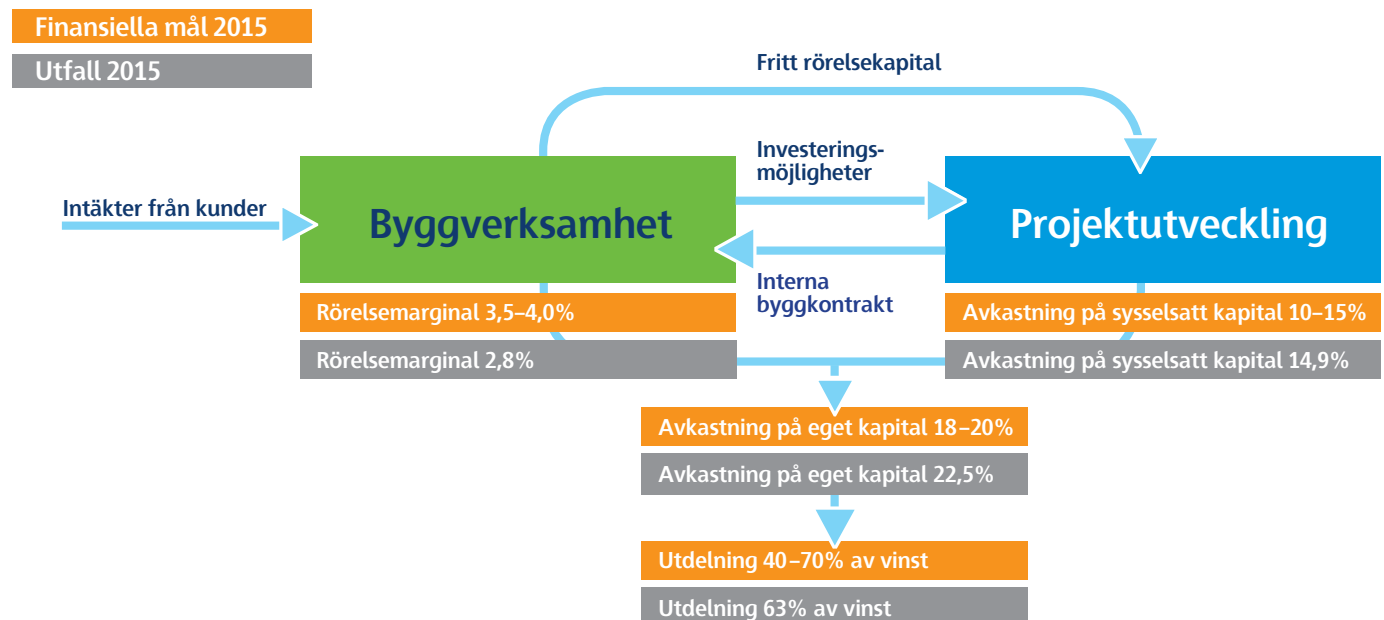 Finansiella mål 2015
Utfall 2015
Fritt rörelsekapital
Intäkter från kunder
Byggverksamhet
Investerings-
möjligheter
Interna
byggkontrakt
Projektutveckling
Rörelsemarginal 3,5–4,0%
Rörelsemarginal 2,8%
Avkastning på sysselsatt kapital 10–15%
Avkastning på sysselsatt kapital 14,9%
Avkastning på eget kapital 18–20%
Avkastning på eget kapital 22,5%
Utdelning 40–70% av vinst
Utdelning 63% av vinst